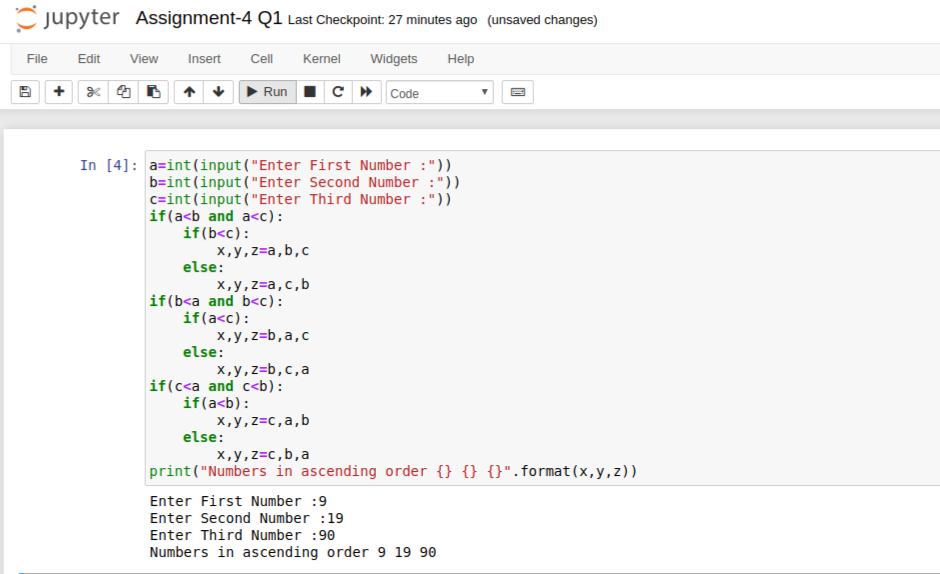 jupyter Assignment-4 Q1 Last Checkpoint: 27 minutes ago (unsaved changes)
File Edit View Insert Cell Kernel Widgets Help
Run Code
In [4]: a=int(input("Enter First Number :"))
b=int(input("Enter Second Number :"))
c=int(input("Enter Third Number :"))
if(a<b and a<c):
    if(b<c):
        x,y,z=a,b,c
    else:
        x,y,z=a,c,b
if(b<a and b<c):
    if(a<c):
        x,y,z=b,a,c
    else:
        x,y,z=b,c,a
if(c<a and c<b):
    if(a<b):
        x,y,z=c,a,b
    else:
        x,y,z=c,b,a
print("Numbers in ascending order {} {} {}".format(x,y,z))
Enter First Number :9
Enter Second Number :19
Enter Third Number :90
Numbers in ascending order 9 19 90